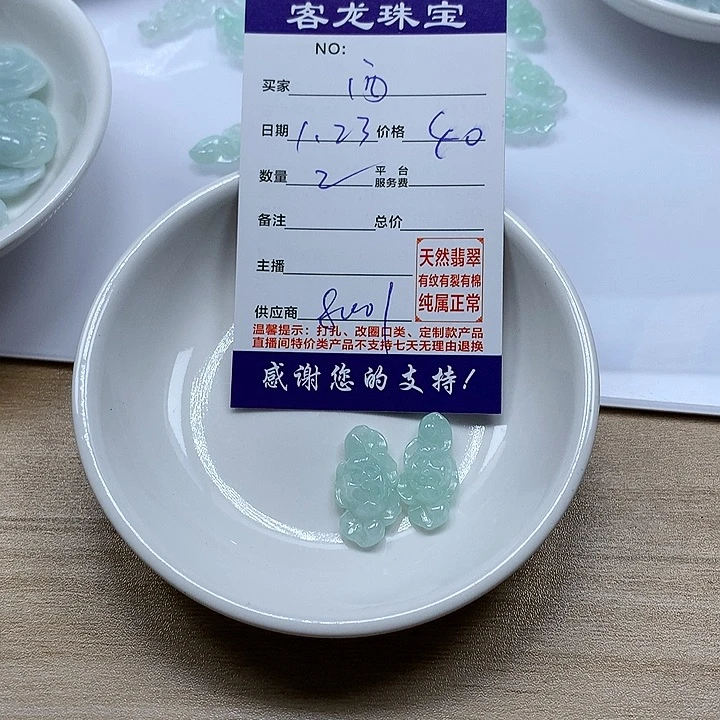 客龙珠宝
NO:
买家 酒
日期 1.23 价格 40
数量 2 平台服务费
备注 总价
主播
天然翡翠
有纹有裂有棉
纯属正常
供应商
温馨提示：打孔、改圈口类、定制款产品
直播间特价类产品不支持七天无理由退换
感谢您的支持!